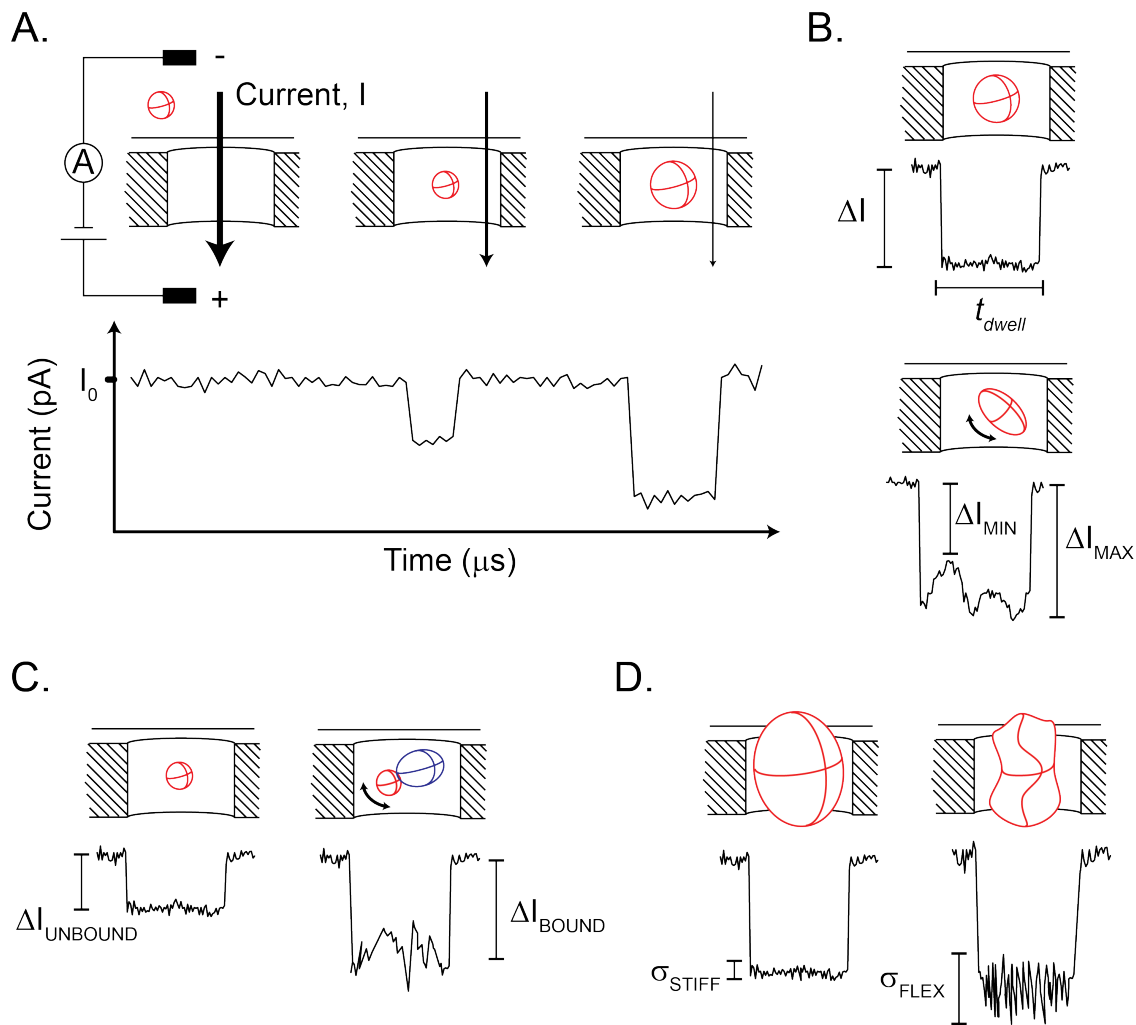 A.
-
Current, I
A
+
I0
Current (pA)
Time (μs)
B.
ΔI
tdwell
ΔIMIN
ΔIMAX
C.
ΔIUNBOUND
ΔIBOUND
D.
σSTIFF
σFLEX